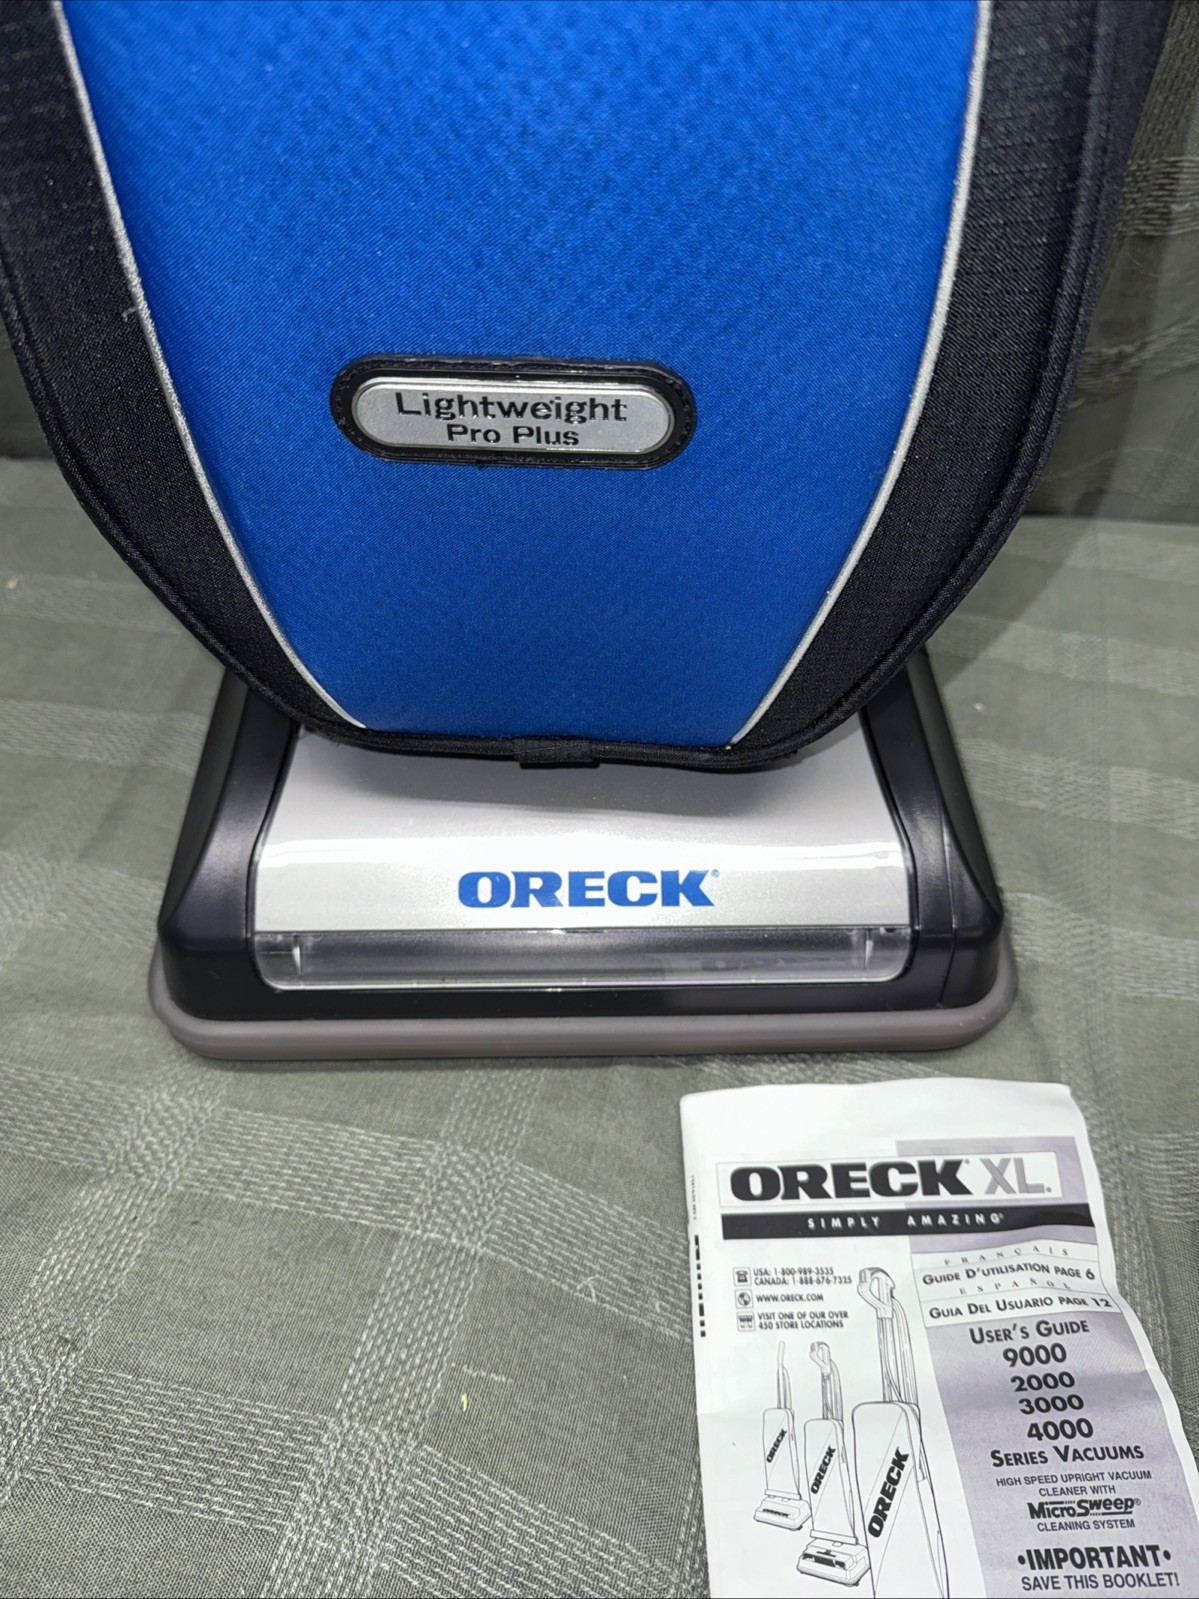 Lightweight
Pro Plus
ORECK®
ORECK® XL®
SIMPLY AMAZING®
FRANÇAIS
GUIDE D'UTILISATION PAGE 6
ESPAÑOL
GUIA DEL USUARIO PAGE 12
USA: 1-800-989-3535
CANADA: 1-888-676-7325
WWW.ORECK.COM
VISIT ONE OF OUR OVER
450 STORE LOCATIONS
USER'S GUIDE
9000
2000
3000
4000
SERIES VACUUMS
HIGH SPEED UPRIGHT VACUUM
CLEANER WITH
MicroSweep®
CLEANING SYSTEM
•IMPORTANT•
SAVE THIS BOOKLET!
ORECK
ORECK
ORECK